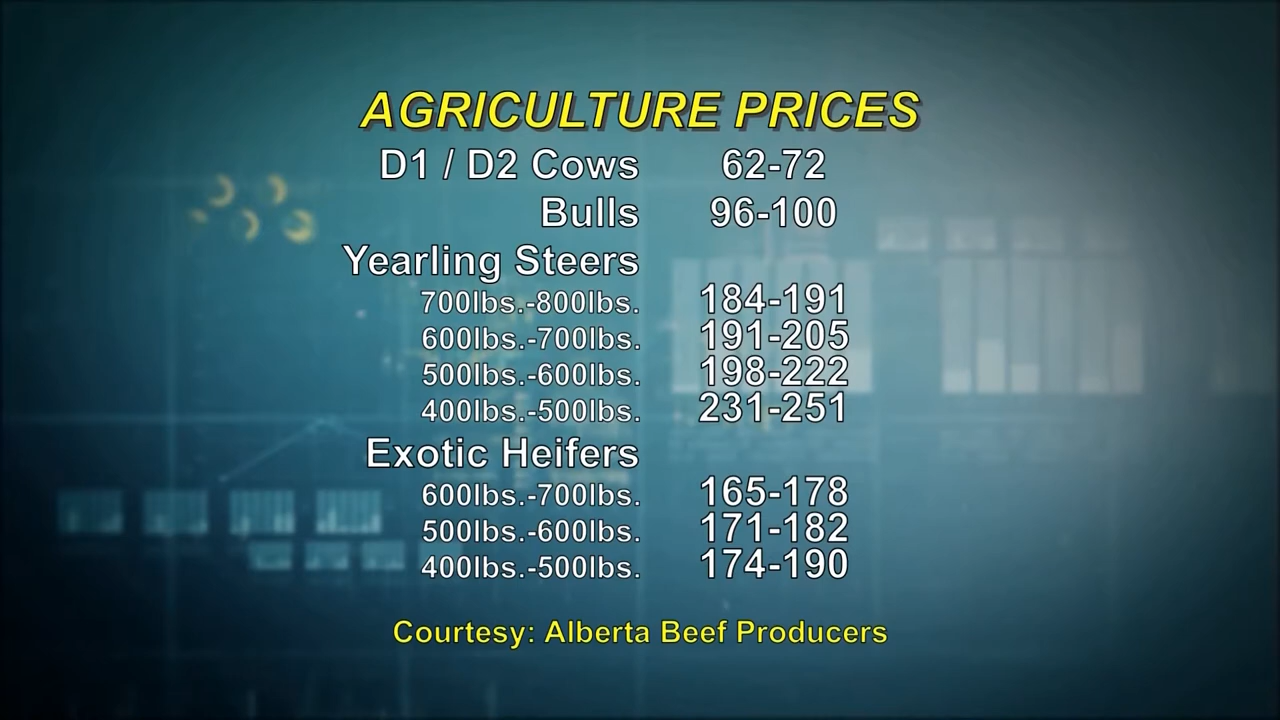 AGRICULTURE PRICES
D1 / D2 Cows 62-72
Bulls 96-100
Yearling Steers
700lbs.-800lbs. 184-191
600lbs.-700lbs. 191-205
500lbs.-600lbs. 198-222
400lbs.-500lbs. 231-251
Exotic Heifers
600lbs.-700lbs. 165-178
500lbs.-600lbs. 171-182
400lbs.-500lbs. 174-190
Courtesy: Alberta Beef Producers